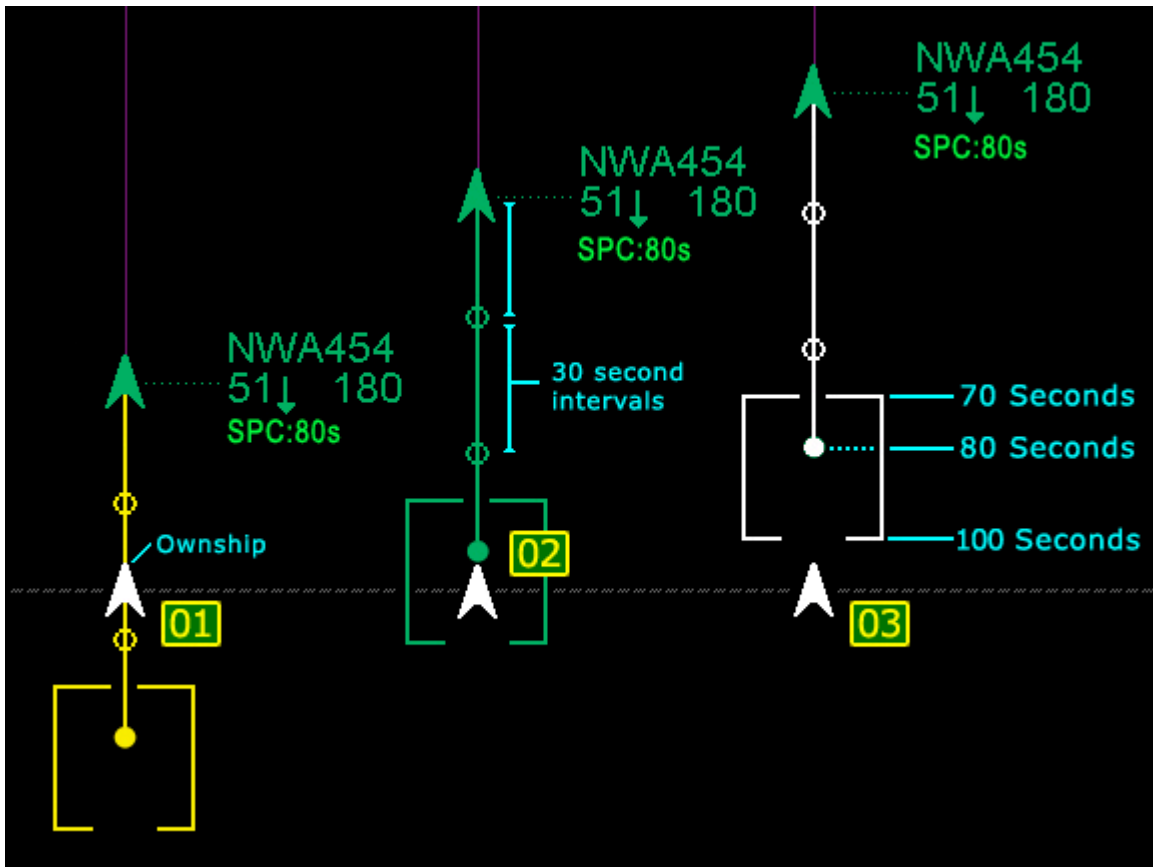 NWA454
51↓ 180
SPC:80s
Ownship
01
NWA454
51↓ 180
SPC:80s
30 second
intervals
02
NWA454
51↓ 180
SPC:80s
70 Seconds
80 Seconds
100 Seconds
03